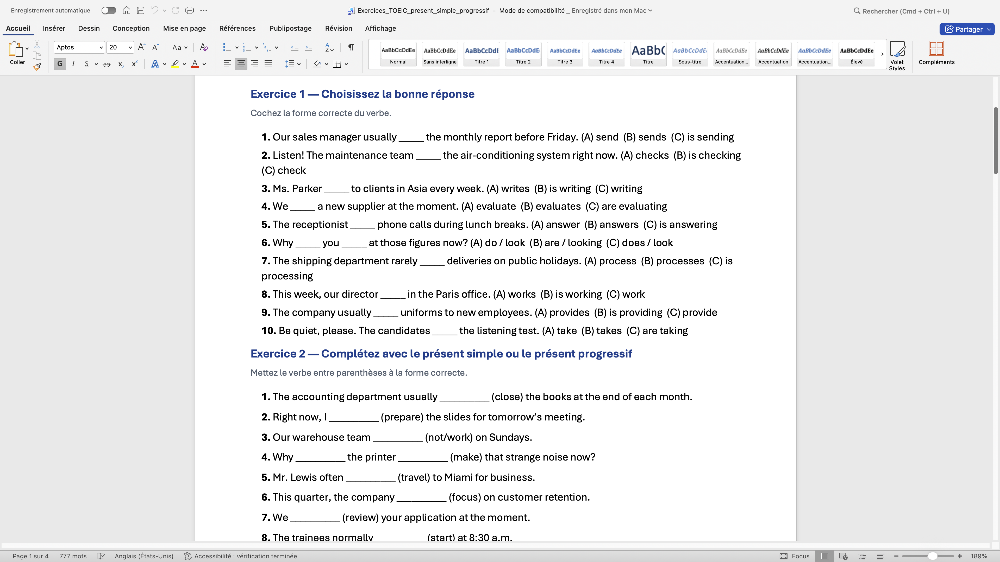 Enregistrement automatique
Exercices_TOEIC_present_simple_progressif - Mode de compatibilité _ Enregistré dans mon Mac
Rechercher (Cmd + Ctrl + U)
Accueil Insérer Dessin Conception Mise en page Références Publipostage Révision Affichage
Partager
Coller
Aptos 20
G I S ab x₂ x² A A
Aa
AaBbCcDdEe AaBbCcDdEe AaBbCcDdE AaBbCcDdE AaBbCcDdEe AaBbCcDdEe AaBbC AaBbCcDdE AaBbCcDdEe AaBbCcDdEe AaBbCcDdEe AaBbCcDdEe
Normal Sans interligne Titre 1 Titre 2 Titre 3 Titre 4 Titre Sous-titre Accentuation... Accentuation Accentuation... Élevé
Volet Styles
Compléments
Exercice 1 — Choisissez la bonne réponse
Cochez la forme correcte du verbe.
1. Our sales manager usually _____ the monthly report before Friday. (A) send (B) sends (C) is sending
2. Listen! The maintenance team _____ the air-conditioning system right now. (A) checks (B) is checking
(C) check
3. Ms. Parker _____ to clients in Asia every week. (A) writes (B) is writing (C) writing
4. We _____ a new supplier at the moment. (A) evaluate (B) evaluates (C) are evaluating
5. The receptionist _____ phone calls during lunch breaks. (A) answer (B) answers (C) is answering
6. Why _____ you _____ at those figures now? (A) do / look (B) are / looking (C) does / look
7. The shipping department rarely _____ deliveries on public holidays. (A) process (B) processes (C) is
processing
8. This week, our director _____ in the Paris office. (A) works (B) is working (C) work
9. The company usually _____ uniforms to new employees. (A) provides (B) is providing (C) provide
10. Be quiet, please. The candidates _____ the listening test. (A) take (B) takes (C) are taking
Exercice 2 — Complétez avec le présent simple ou le présent progressif
Mettez le verbe entre parenthèses à la forme correcte.
1. The accounting department usually __________ (close) the books at the end of each month.
2. Right now, I __________ (prepare) the slides for tomorrow’s meeting.
3. Our warehouse team __________ (not/work) on Sundays.
4. Why __________ the printer __________ (make) that strange noise now?
5. Mr. Lewis often __________ (travel) to Miami for business.
6. This quarter, the company __________ (focus) on customer retention.
7. We __________ (review) your application at the moment.
8. The trainees normally (start) at 8:30 a.m.
Page 1 sur 4 777 mots Anglais (États-Unis) Accessibilité : vérification terminée Focus 189%